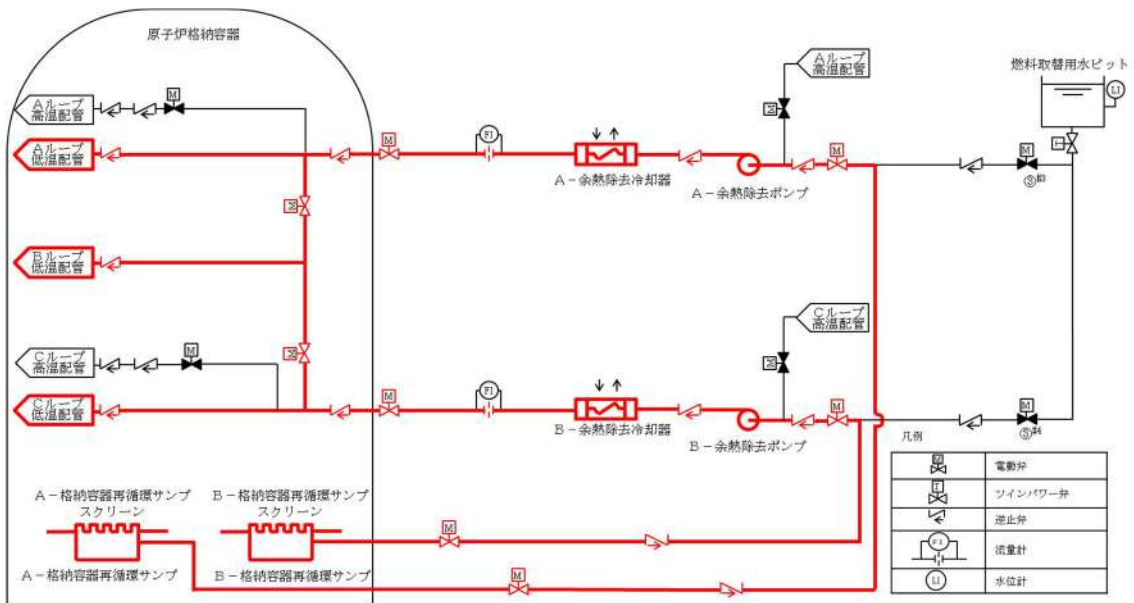 原子炉格納容器
Aループ
高温配管
M
Aループ
低温配管
M
Bループ
低温配管
M
Cループ
高温配管
M
Cループ
低温配管
M
FI
A－余熱除去冷却器
A－余熱除去ポンプ
M
Aループ
高温配管
M
燃料取替用水ピット
LI
T
M
M
FI
B－余熱除去冷却器
B－余熱除去ポンプ
M
Cループ
高温配管
M
M
M
A－格納容器再循環サンプ
スクリーン
A－格納容器再循環サンプ
B－格納容器再循環サンプ
スクリーン
B－格納容器再循環サンプ
M
M
凡例
M 電動弁
T ツインパワー弁
逆止弁
FI 流量計
LI 水位計